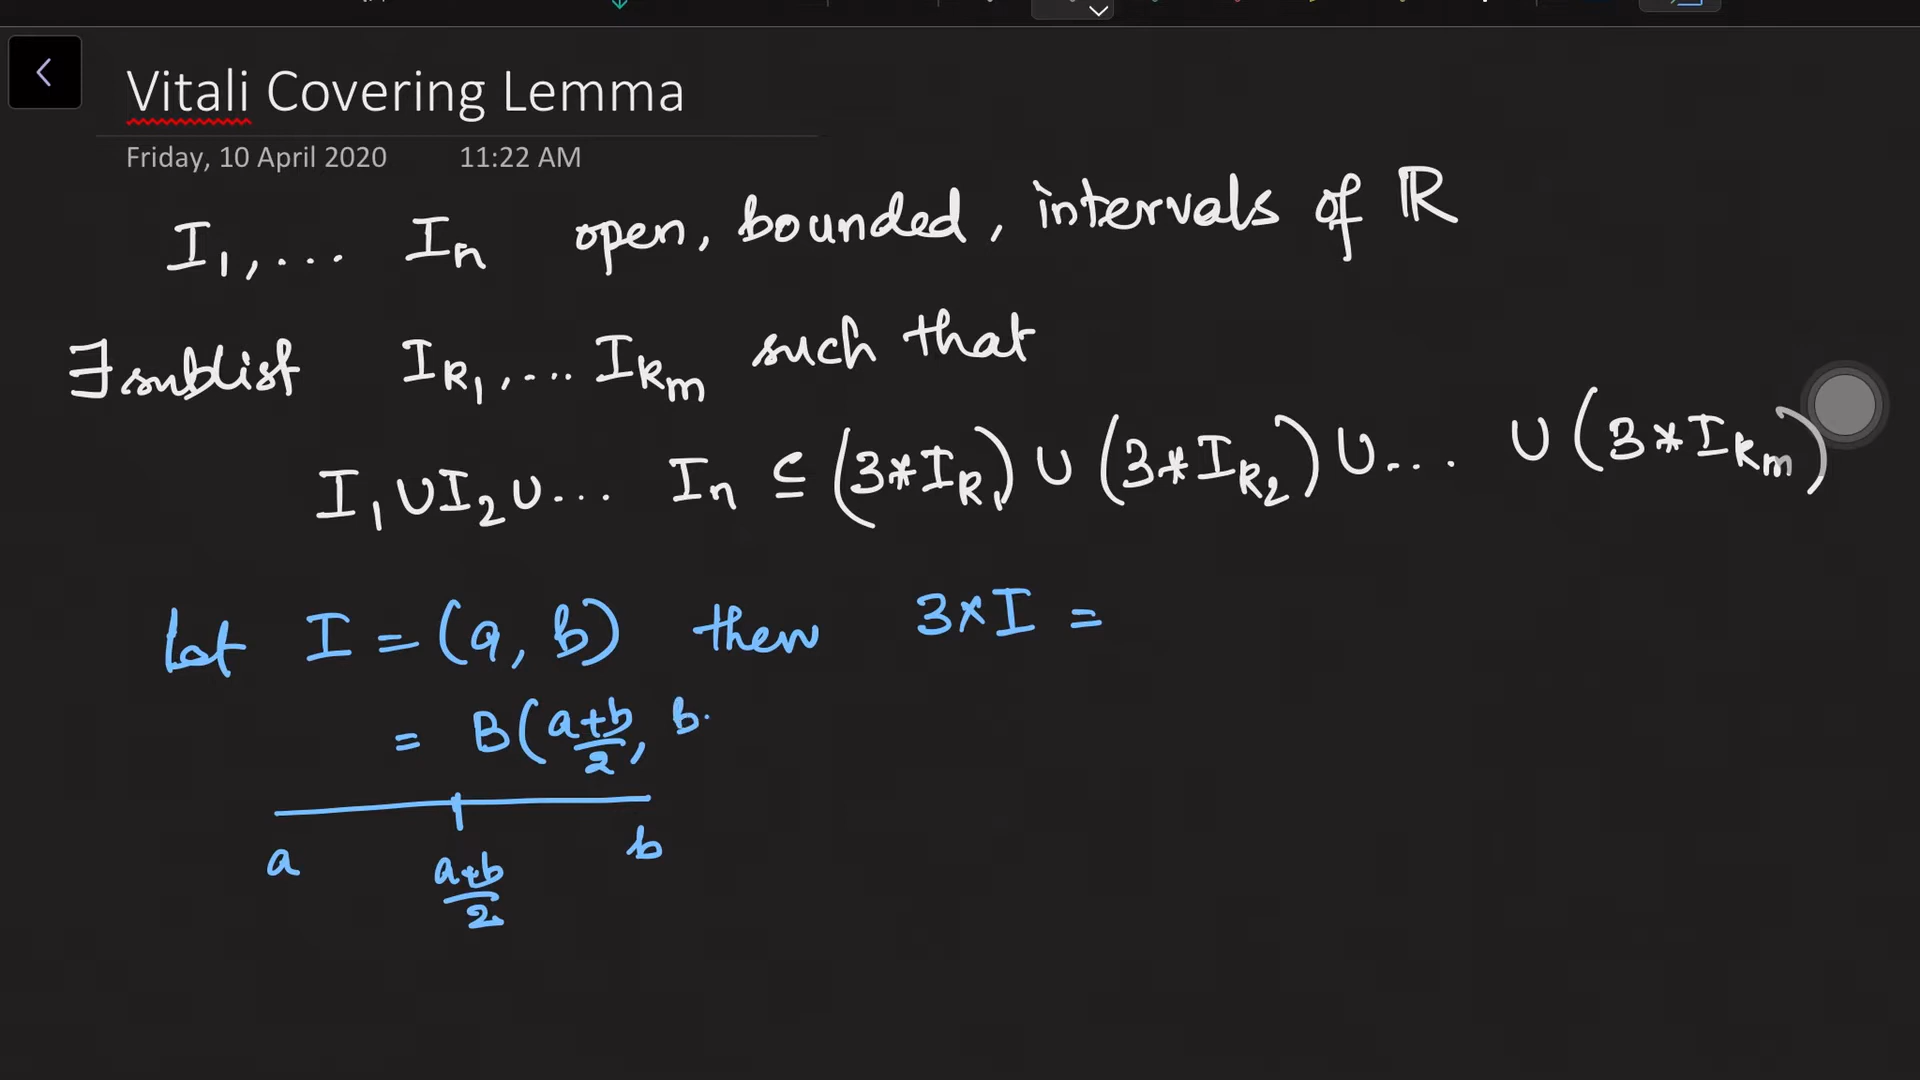 Vitali Covering Lemma
Friday, 10 April 2020 11:22 AM
I₁, ... Iₙ open, bounded, intervals of ℝ
∃ sublist I_{k₁}, ... I_{kₘ} such that
I₁ ∪ I₂ ∪ ... Iₙ ⊆ (3*I_{k₁}) ∪ (3*I_{k₂}) ∪ ... ∪ (3*I_{kₘ})
Let I = (a, b) then 3*I =
= B(a+b/2, b
a a+b/2 b